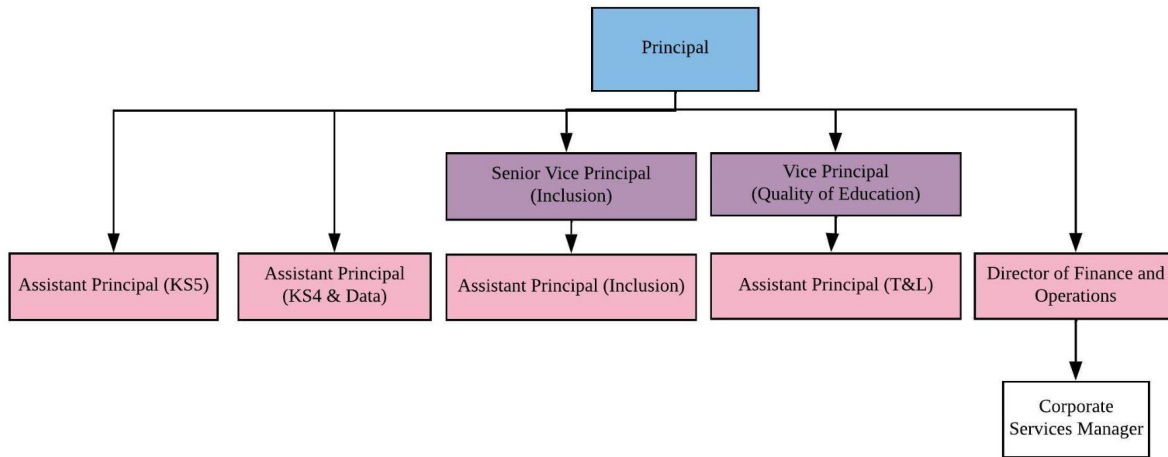 Principal
Senior Vice Principal
(Inclusion)
Vice Principal
(Quality of Education)
Assistant Principal (KS5)
Assistant Principal
(KS4 & Data)
Assistant Principal (Inclusion)
Assistant Principal (T&L)
Director of Finance and
Operations
Corporate
Services Manager